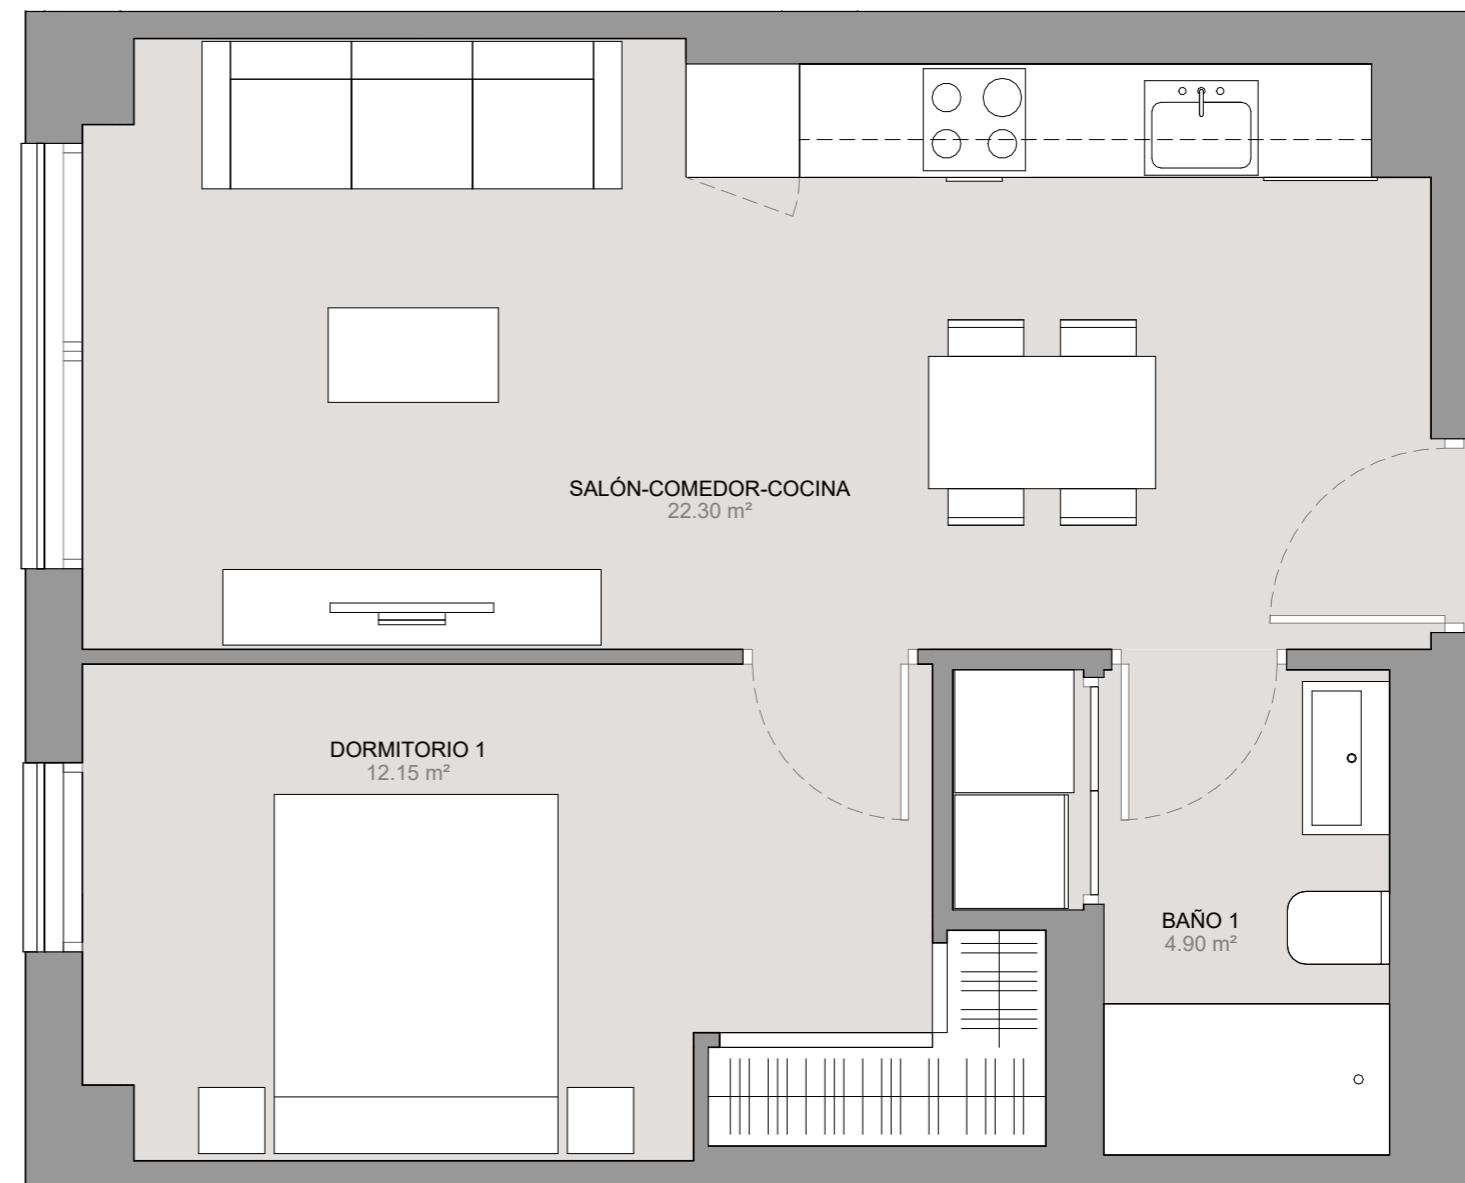 SALÓN-COMEDOR-COCINA
22.30 m²
DORMITORIO 1
12.15 m²
BAÑO 1
4.90 m²